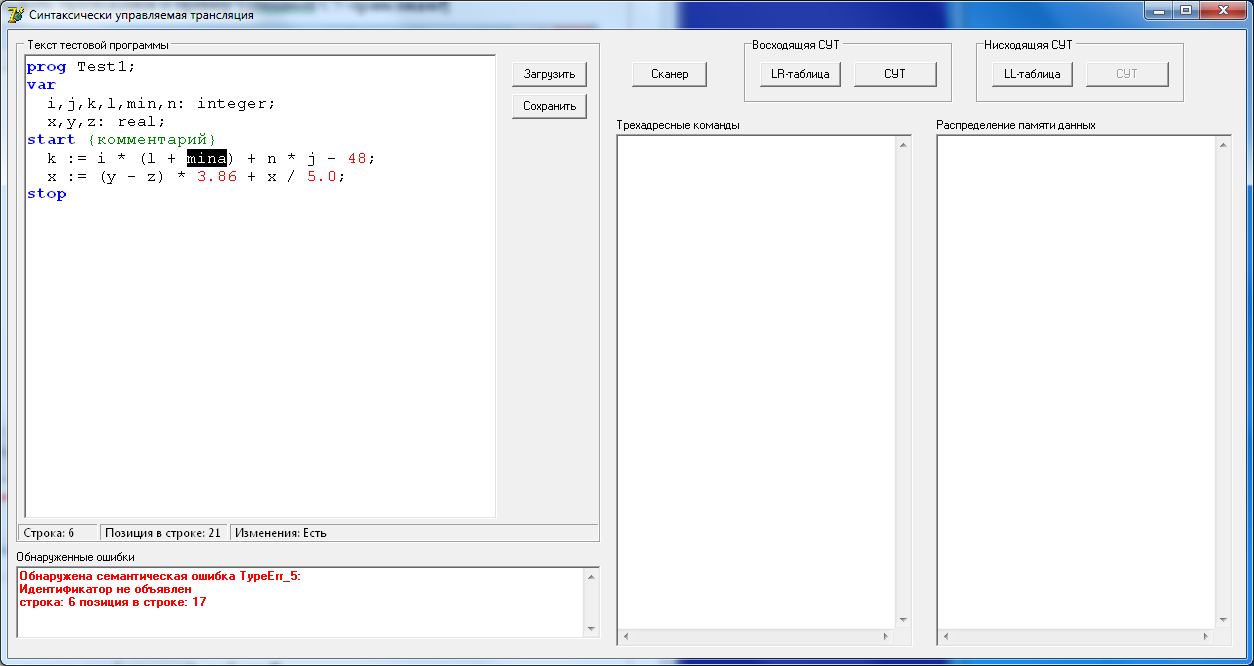 Синтаксически управляемая трансляция
Текст тестовой программы
prog Test1;
var
i,j,k,l,min,n: integer;
x,y,z: real;
start {комментарий}
k := i * (l + mina) + n * j - 48;
x := (y - z) * 3.86 + x / 5.0;
stop
Загрузить
Сохранить
Строка: 6
Позиция в строке: 21
Изменения: Есть
Обнаруженные ошибки
Обнаружена семантическая ошибка TypeErr_5:
Идентификатор не объявлен
строка: 6 позиция в строке: 17
Сканер
Восходящяя СУТ
LR-таблица
СУТ
Нисходящяя СУТ
LL-таблица
СУТ
Трехадресные команды
Распределение памяти данных